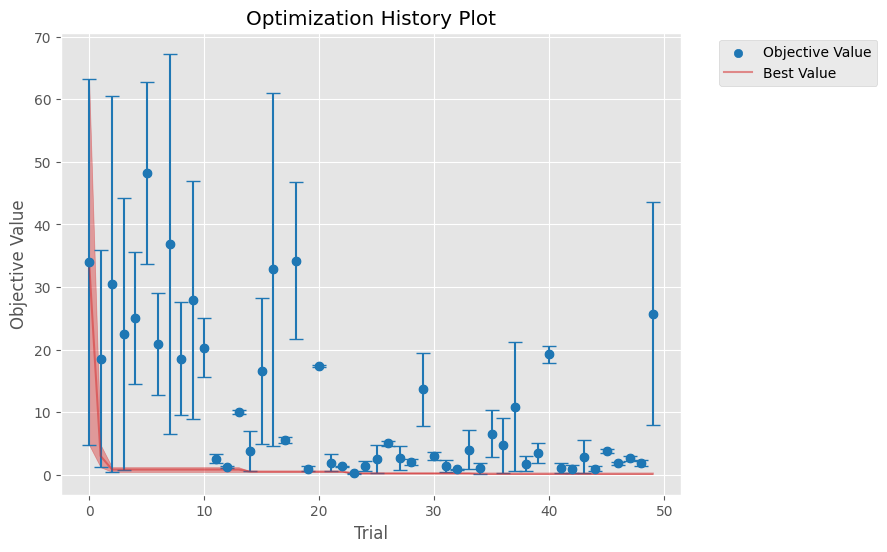 Optimization History Plot
Objective Value
Best Value
Objective Value
70
60
50
40
30
20
10
0
0 10 20 30 40 50
Trial